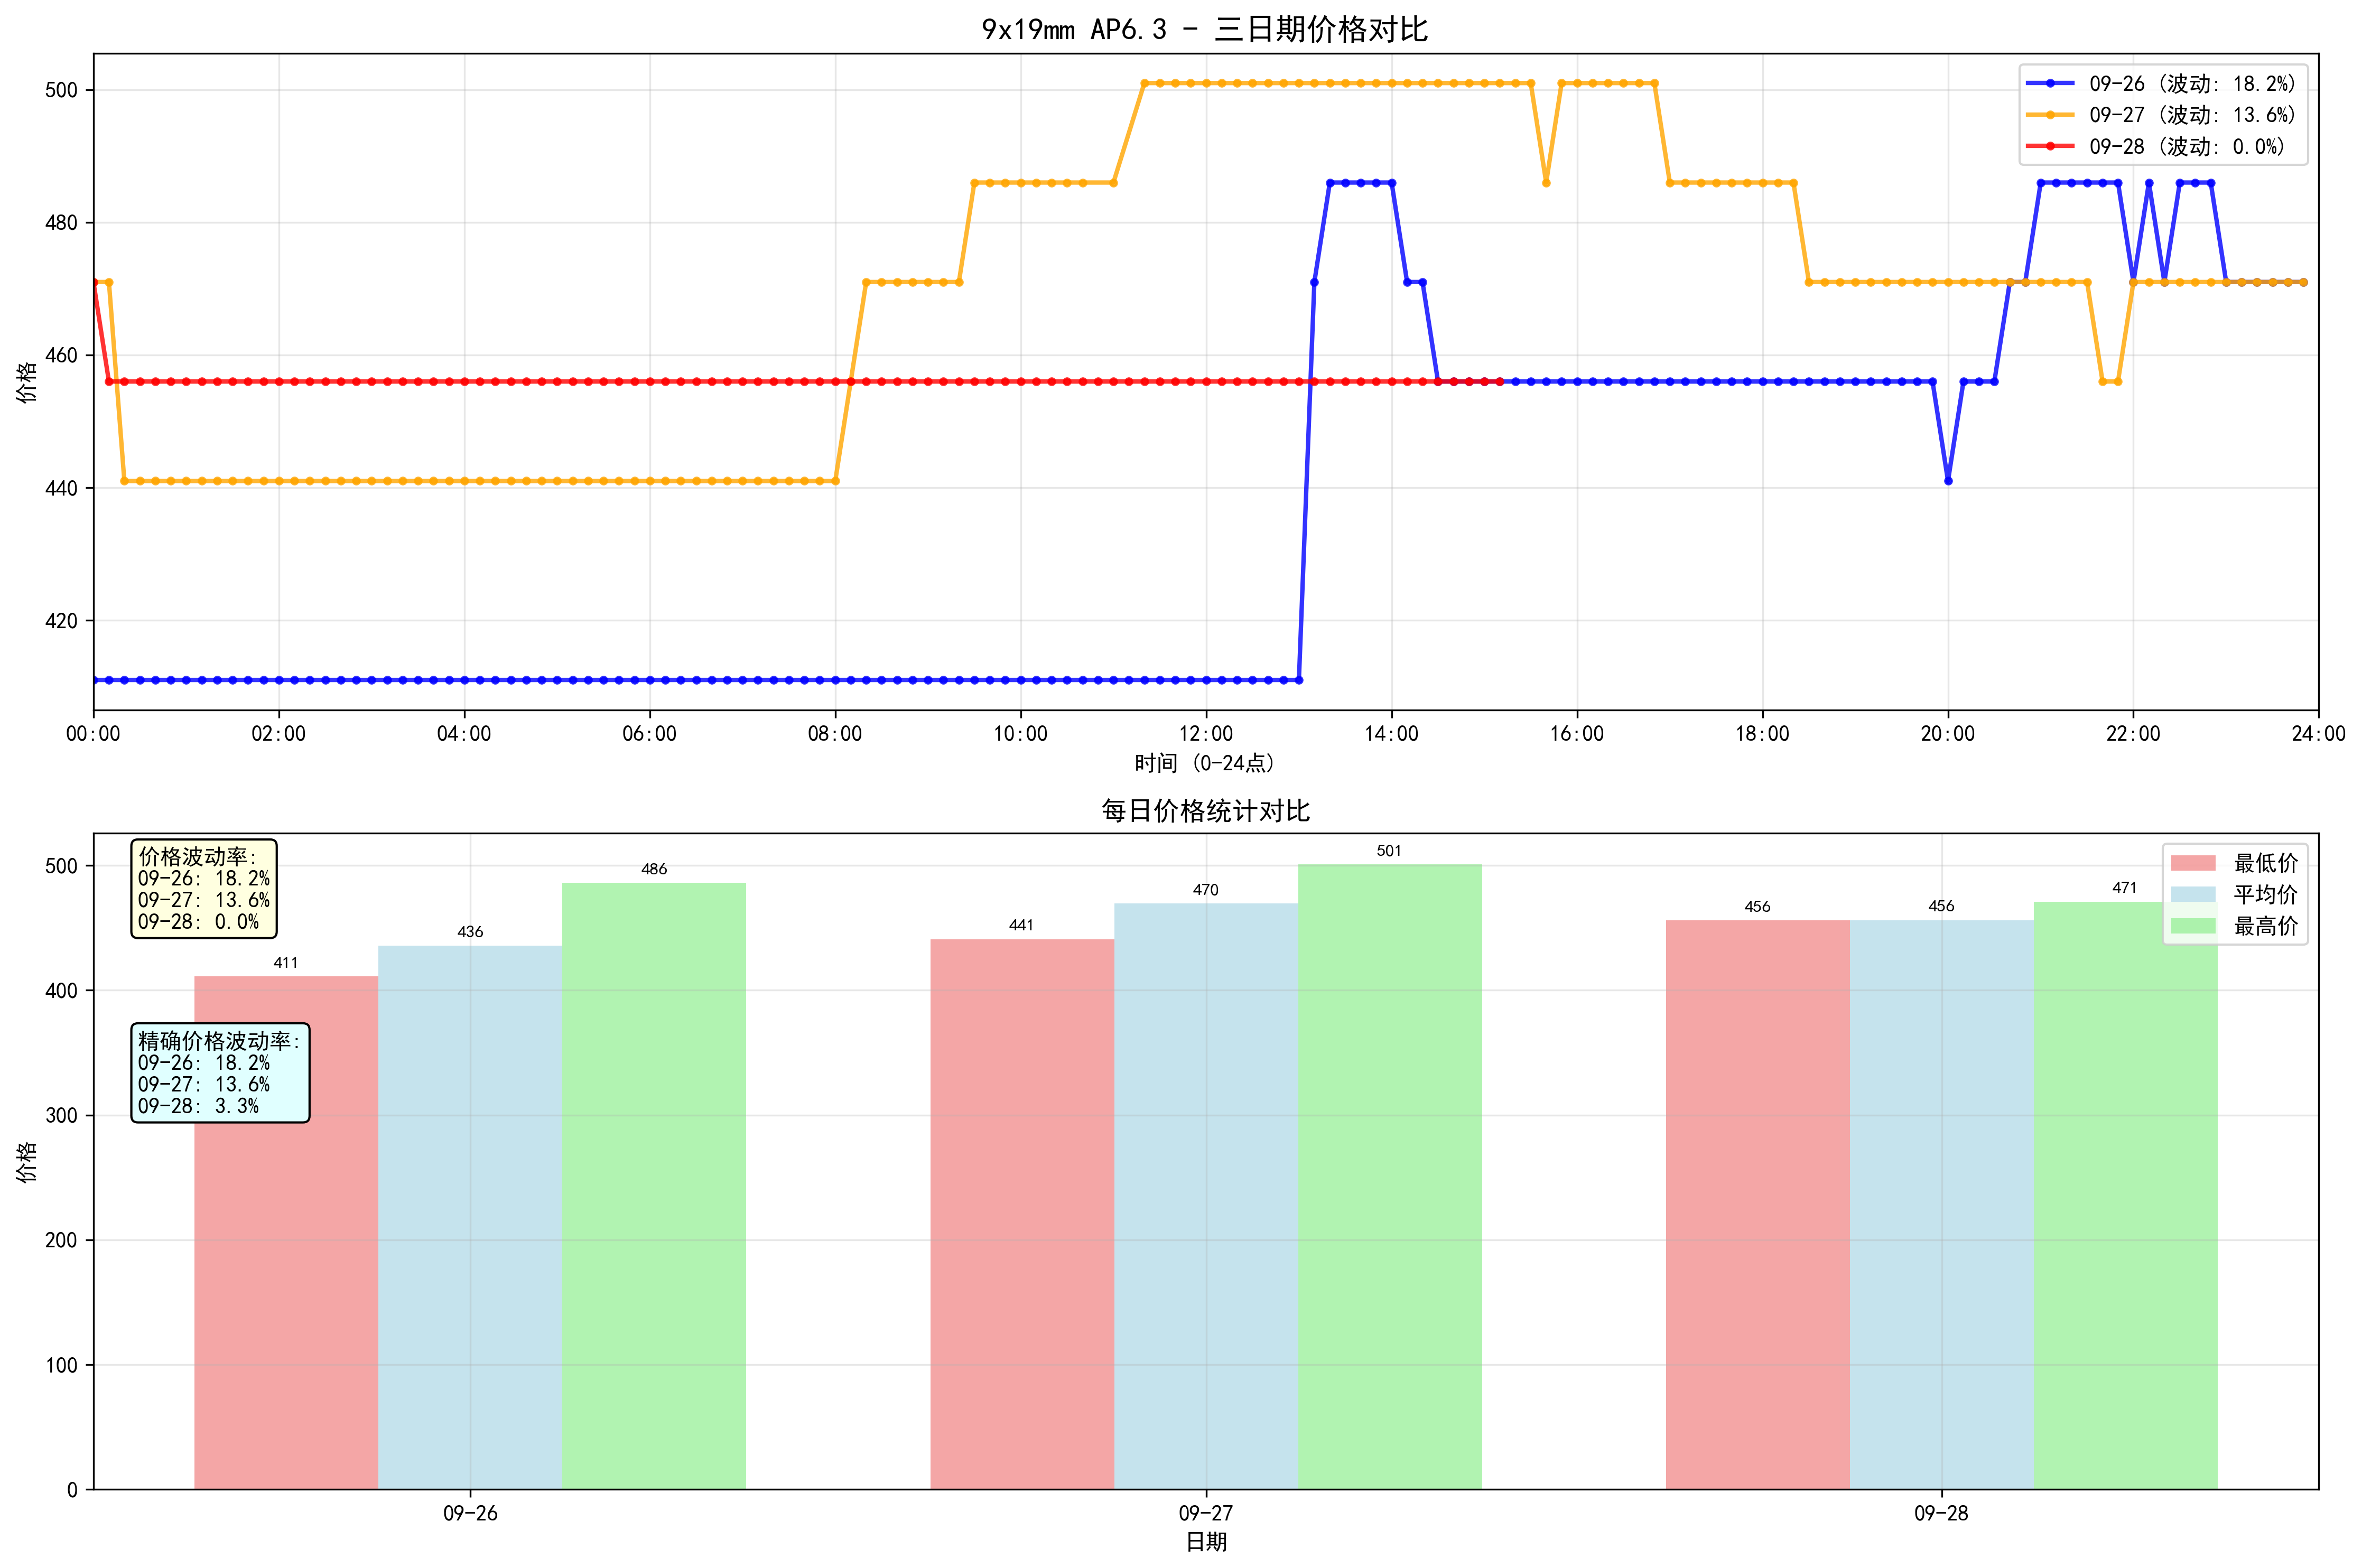 9x19mm AP6.3 - 三日期价格对比
价格
500
480
460
440
420
09-26 (波动: 18.2%)
09-27 (波动: 13.6%)
09-28 (波动: 0.0%)
00:00 02:00 04:00 06:00 08:00 10:00 12:00 14:00 16:00 18:00 20:00 22:00 24:00
时间 (0-24点)
每日价格统计对比
价格
500
400
300
200
100
0
价格波动率:
09-26: 18.2%
09-27: 13.6%
09-28: 0.0%
精确价格波动率:
09-26: 18.2%
09-27: 13.6%
09-28: 3.3%
411
436
486
441
470
501
456
456
471
最低价
平均价
最高价
09-26 09-27 09-28
日期